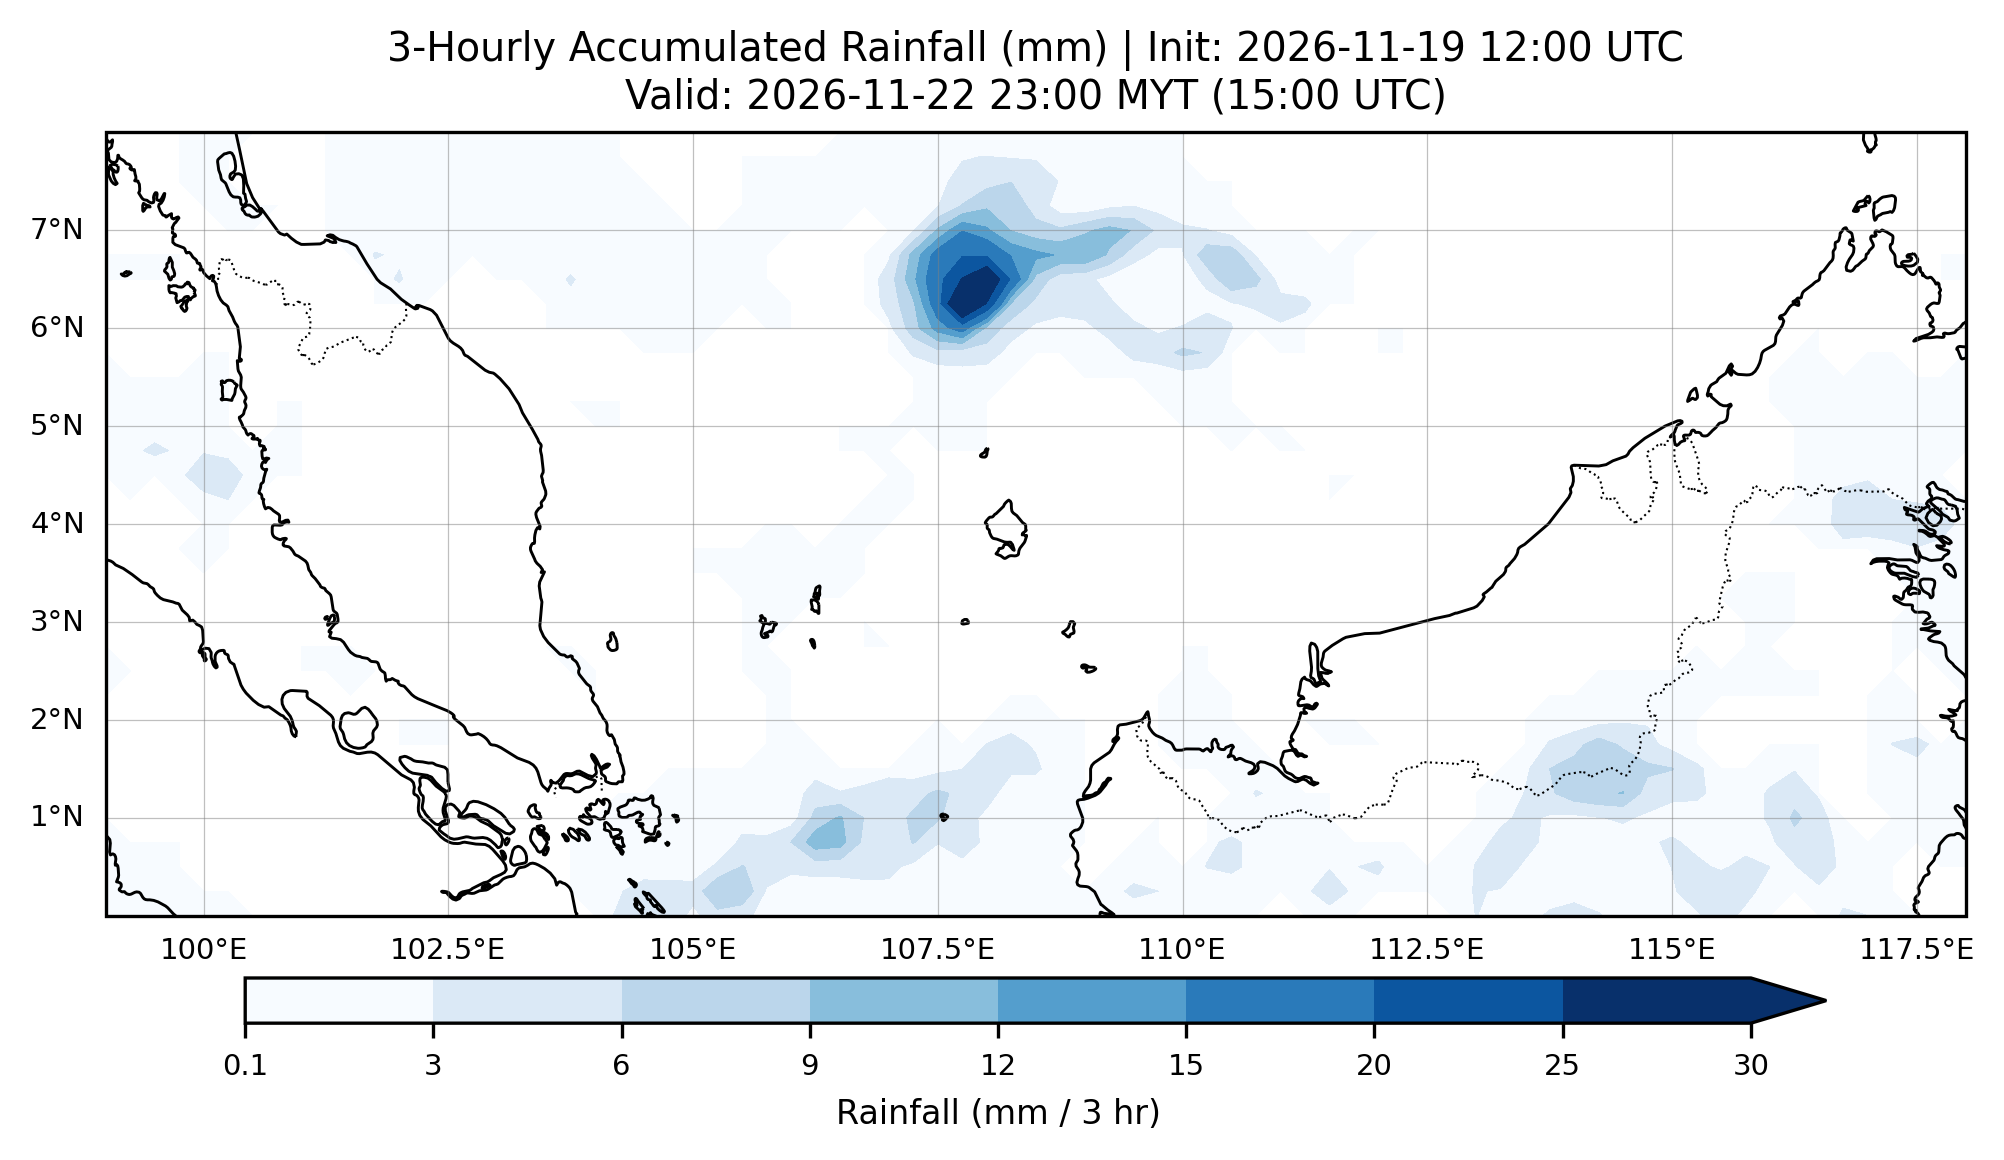 3-Hourly Accumulated Rainfall (mm) | Init: 2026-11-19 12:00 UTC
Valid: 2026-11-22 23:00 MYT (15:00 UTC)
7°N
6°N
5°N
4°N
3°N
2°N
1°N
100°E 102.5°E 105°E 107.5°E 110°E 112.5°E 115°E 117.5°E
0.1 3 6 9 12 15 20 25 30
Rainfall (mm / 3 hr)